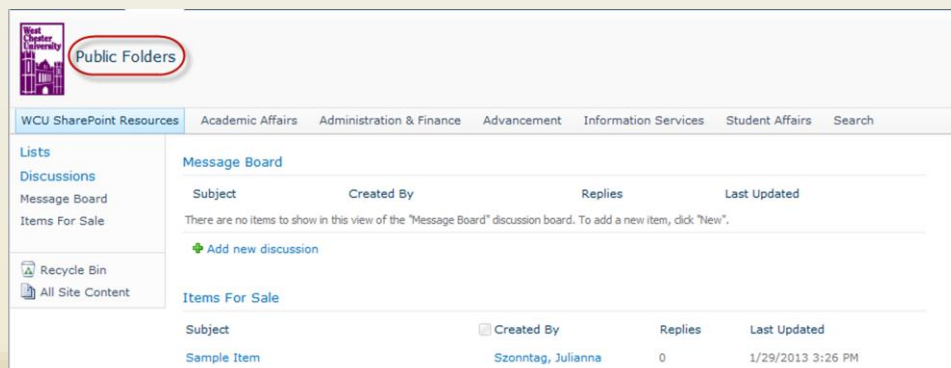 West
Chester
University
Public Folders
WCU SharePoint Resources Academic Affairs Administration & Finance Advancement Information Services Student Affairs Search
Lists
Discussions
Message Board
Items For Sale
Recycle Bin
All Site Content
Message Board
Subject Created By Replies Last Updated
There are no items to show in this view of the "Message Board" discussion board. To add a new item, click "New".
Add new discussion
Items For Sale
Subject Created By Replies Last Updated
Sample Item Szonntag, Julianna 0 1/29/2013 3:26 PM